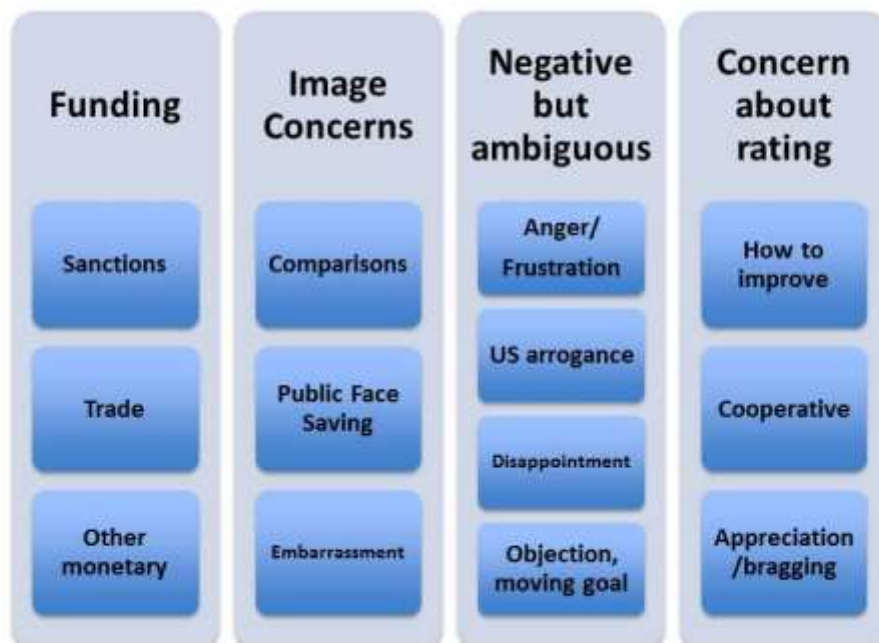 Funding
Sanctions
Trade
Other
monetary
Image
Concerns
Comparisons
Public Face
Saving
Embarrassment
Negative
but
ambiguous
Anger/
Frustration
US arrogance
Disappointment
Objection,
moving goal
Concern
about
rating
How to
improve
Cooperative
Appreciation
/bragging